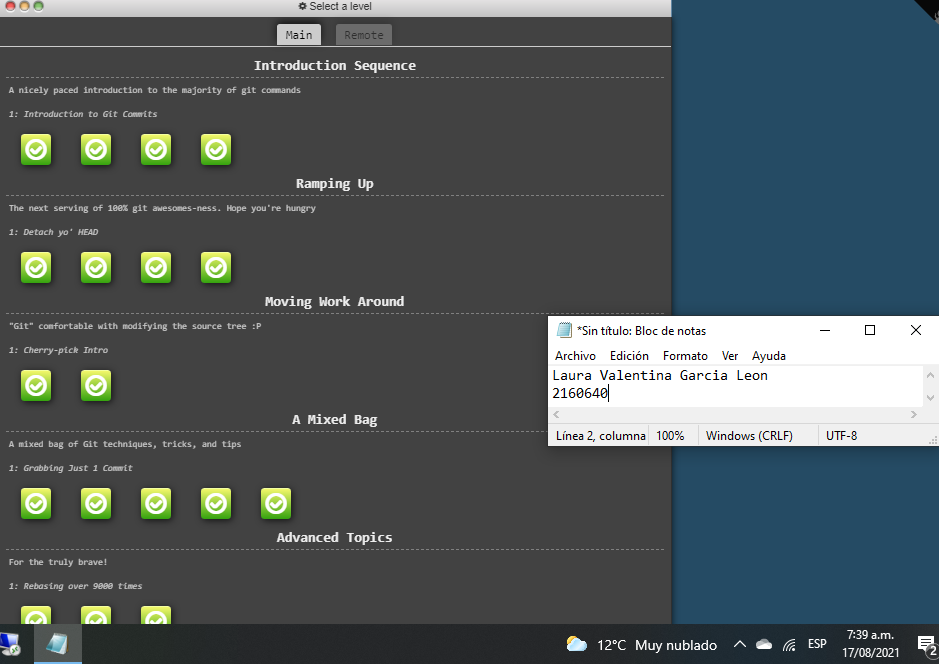 Select a level
Main
Remote
Introduction Sequence
A nicely paced introduction to the majority of git commands
1: Introduction to Git Commits
Ramping Up
The next serving of 100% git awesomes-ness. Hope you're hungry
1: Detach yo' HEAD
Moving Work Around
"Git" comfortable with modifying the source tree :P
1: Cherry-pick Intro
A Mixed Bag
A mixed bag of Git techniques, tricks, and tips
1: Grabbing Just 1 Commit
Advanced Topics
For the truly brave!
1: Rebasing over 9000 times
*Sin título: Bloc de notas
Archivo Edición Formato Ver Ayuda
Laura Valentina Garcia Leon
2160640
Línea 2, columna 100% Windows (CRLF) UTF-8
12°C Muy nublado ESP
7:39 a.m.
17/08/2021
2